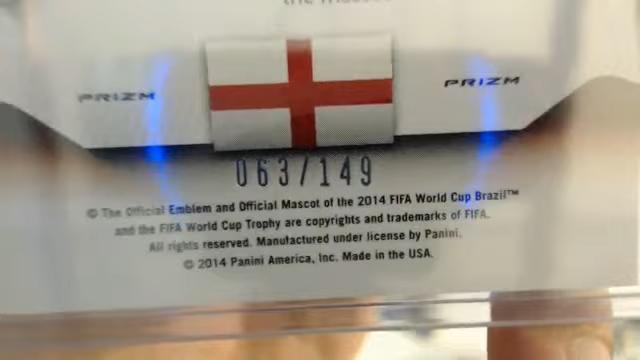 PRIZM PRIZM
063/149
© The Official Emblem and Official Mascot of the 2014 FIFA World Cup Brazil™
and the FIFA World Cup Trophy are copyrights and trademarks of FIFA.
All rights reserved. Manufactured under license by Panini.
© 2014 Panini America, Inc. Made in the USA.